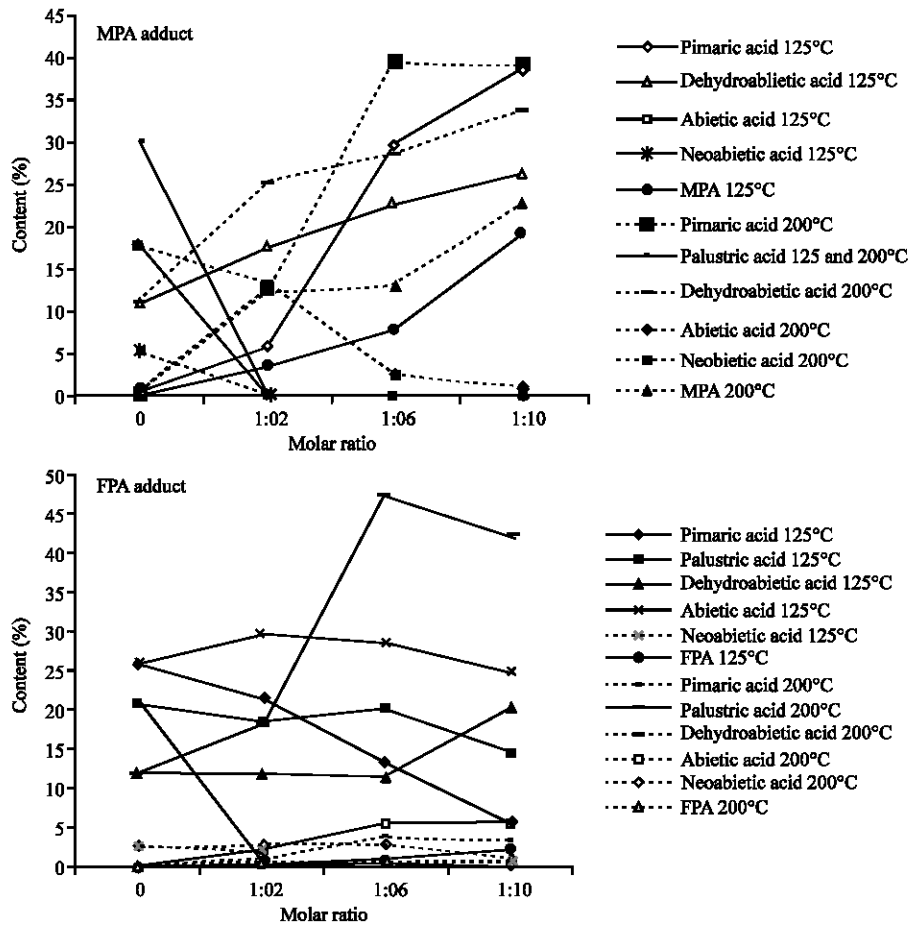 MPA adduct
45
40
35
30
25
20
15
10
5
0
Content (%)
0
1:02
1:06
1:10
Molar ratio
Pimaric acid 125°C
Dehydroablietic acid 125°C
Abietic acid 125°C
Neoabietic acid 125°C
MPA 125°C
Pimaric acid 200°C
Palustric acid 125 and 200°C
Dehydroabietic acid 200°C
Abietic acid 200°C
Neobietic acid 200°C
MPA 200°C
FPA adduct
50
45
40
35
30
25
20
15
10
5
0
Content (%)
0
1:02
1:06
1:10
Molar ratio
Pimaric acid 125°C
Palustric acid 125°C
Dehydroabietic acid 125°C
Abietic acid 125°C
Neoabietic acid 125°C
FPA 125°C
Pimaric acid 200°C
Palustric acid 200°C
Dehydroabietic acid 200°C
Abietic acid 200°C
Neoabietic acid 200°C
FPA 200°C